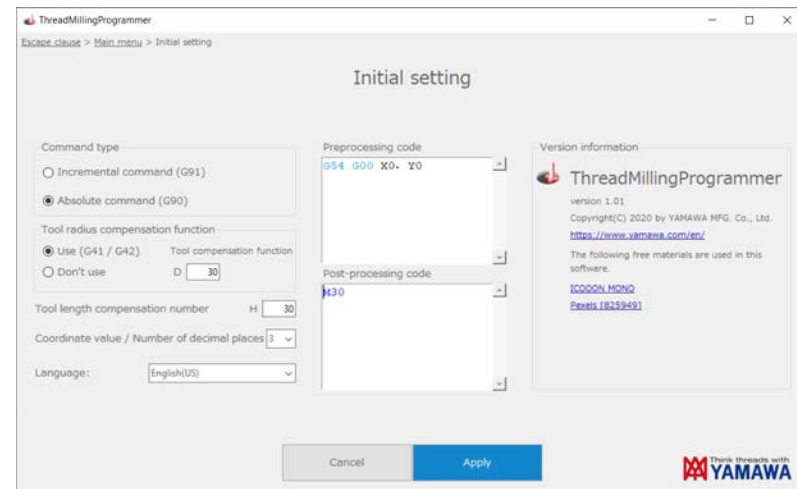 ThreadMillingProgrammer
Escape clause > Main menu > Initial setting
Initial setting
Command type
Incremental command (G91)
Absolute command (G90)
Tool radius compensation function
Use (G41 / G42) Tool compensation function
Don't use D 30
Tool length compensation number H 30
Coordinate value / Number of decimal places 3
Language: English(US)
Preprocessing code
G54 G00 X0. Y0
Post-processing code
M30
Version information
ThreadMillingProgrammer
version 1.01
Copyright(C) 2020 by YAMAWA MFG. Co., Ltd.
https://www.yamawa.com/en/
The following free materials are used in this
software.
ICOOON MONO
Pexels [825949]
Cancel Apply
Think threads with
YAMAWA